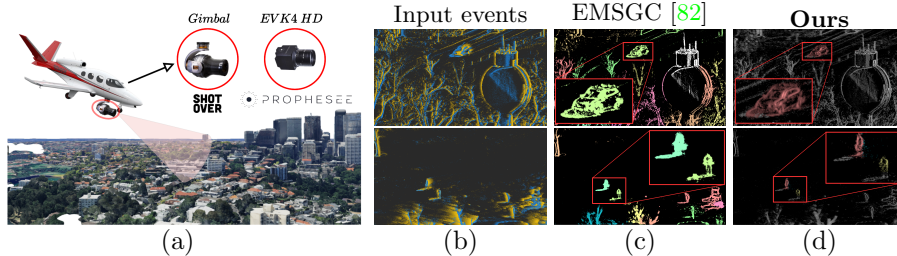 Gimbal
EVK4 HD
SHOT
OVER
PROPHESEE
Input events
EMSGC [82]
Ours
(a)
(b)
(c)
(d)